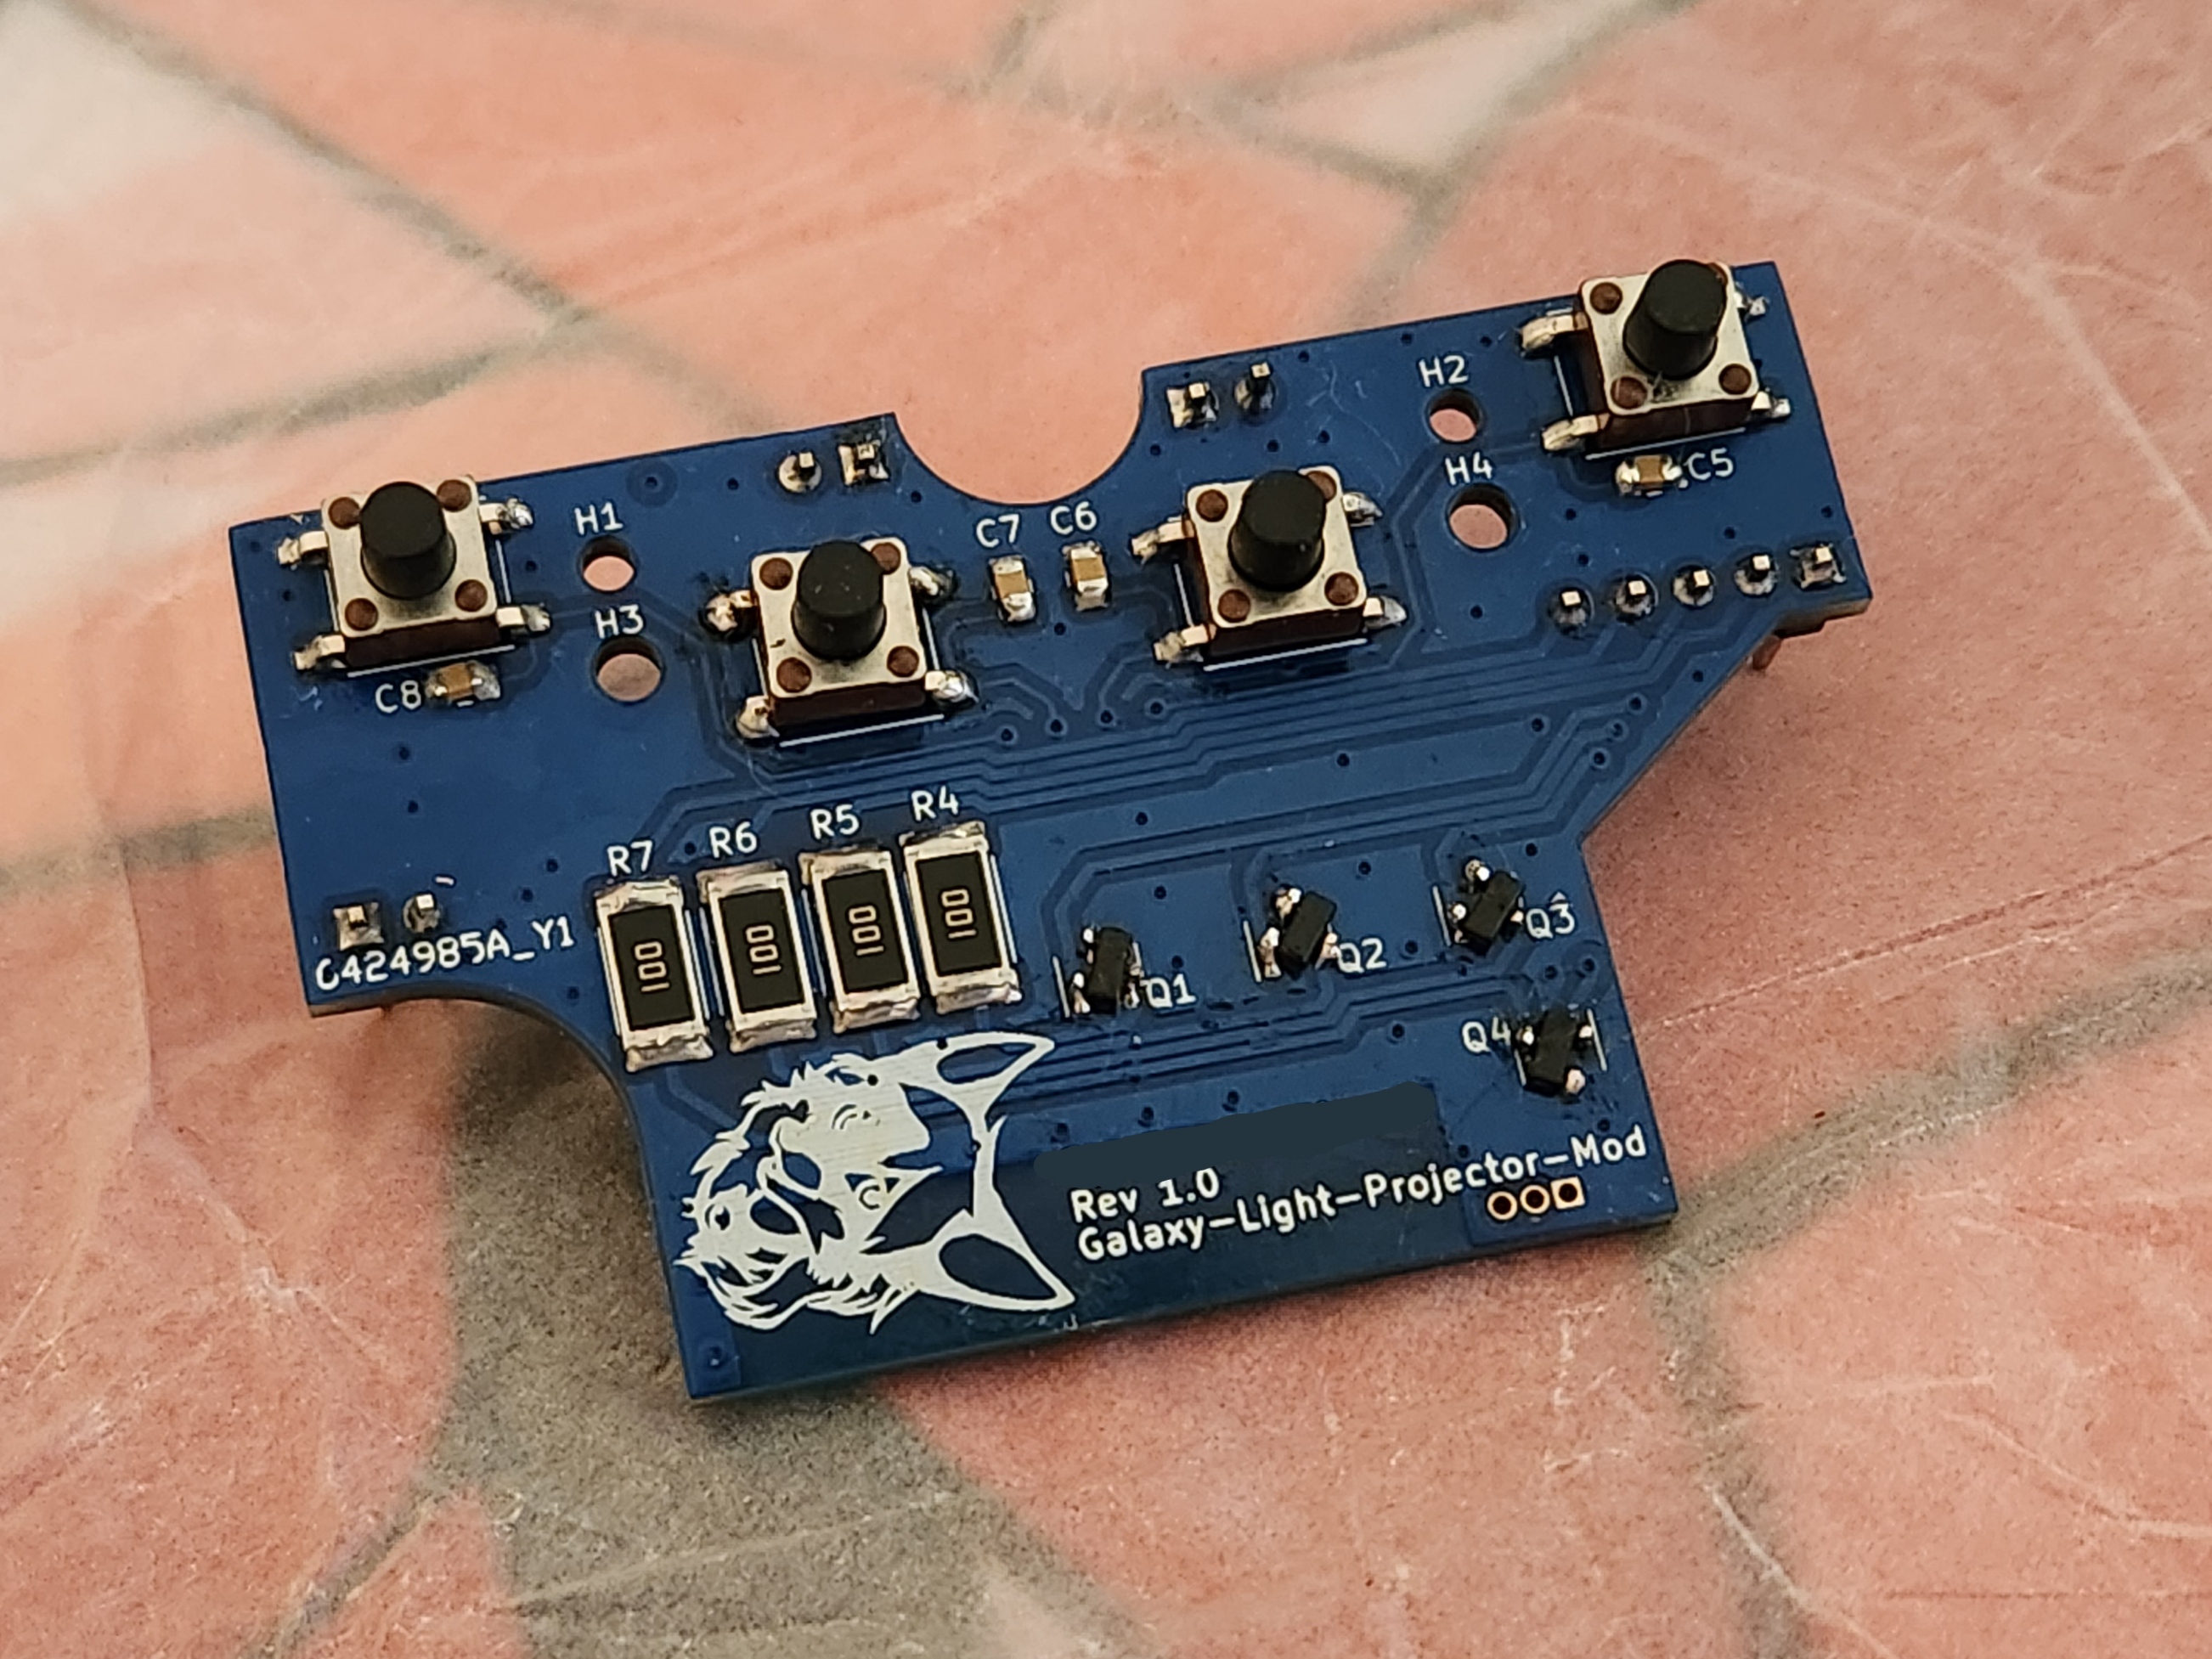 H2
H4
C5
H1
C7 C6
H3
C8
R7 R6 R5 R4
100 100 100 100
C424985A_Y1
Q1
Q2
Q3
Q4
Rev 1.0
Galaxy-Light-Projector-Mod